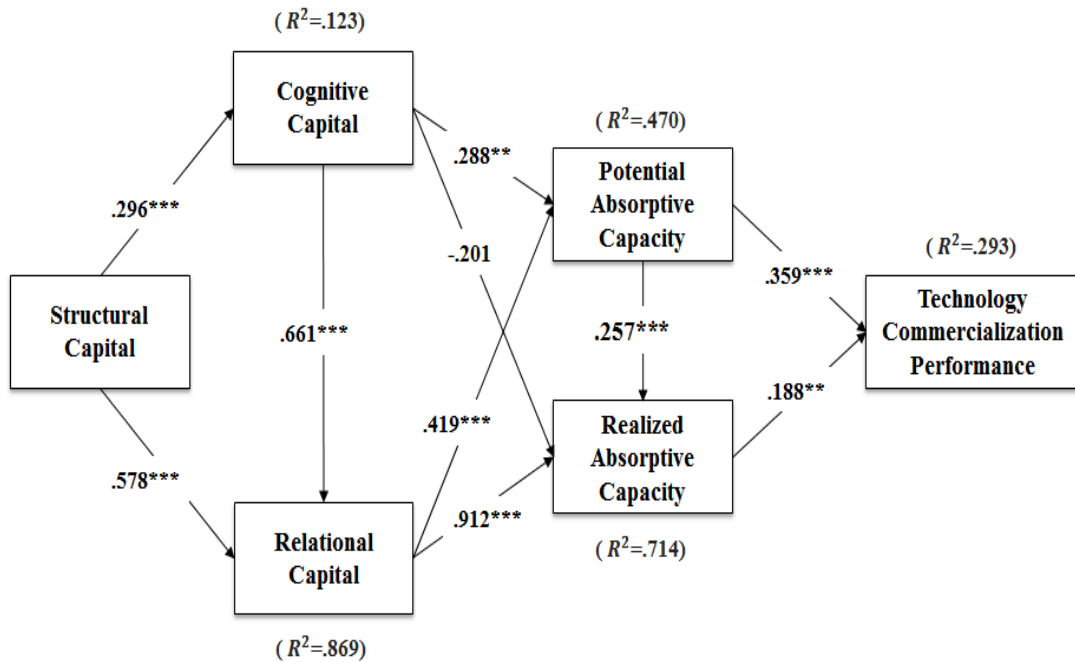 ( R²=.123)
Cognitive
Capital
( R²=.470)
.288**
Potential
Absorptive
Capacity
.296***
-.201
( R²=.293)
.359***
Structural
Capital
.661***
.257***
Technology
Commercialization
Performance
.188**
.419***
Realized
Absorptive
Capacity
.578***
.912***
Relational
Capital
( R²=.714)
( R²=.869)